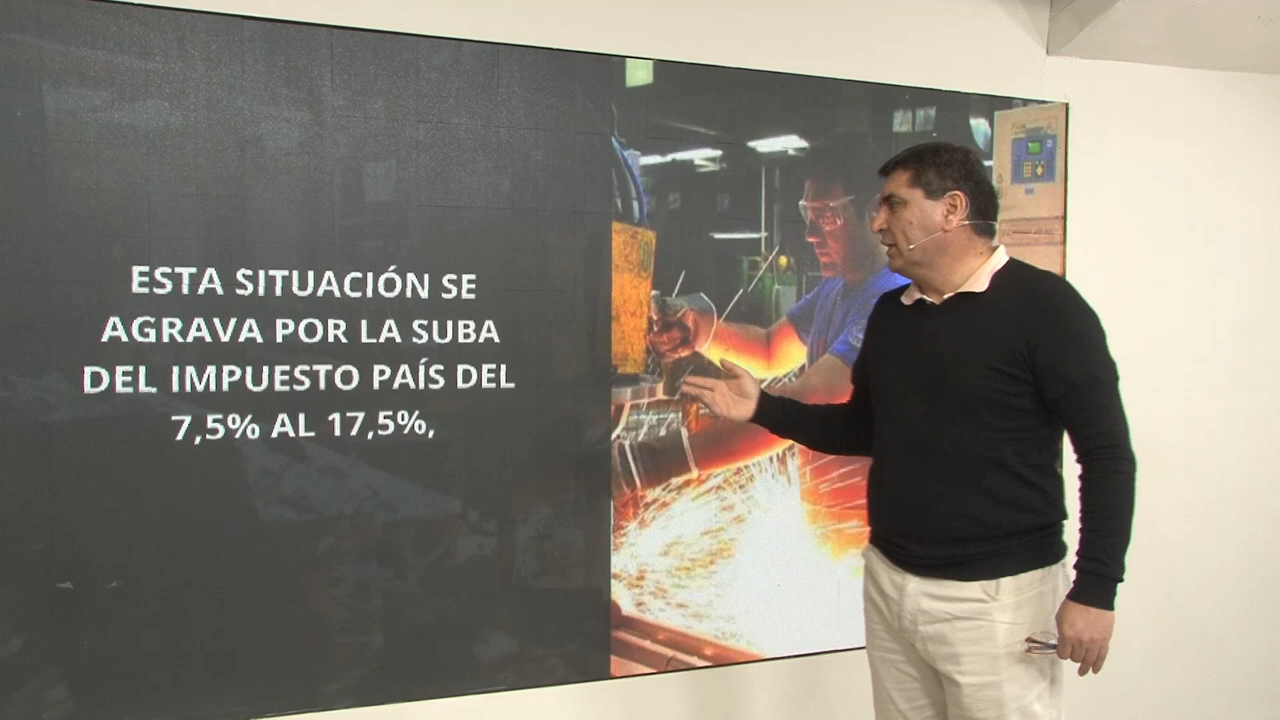 ESTA SITUACIÓN SE
AGRAVA POR LA SUBA
DEL IMPUESTO PAÍS DEL
7,5% AL 17,5%,